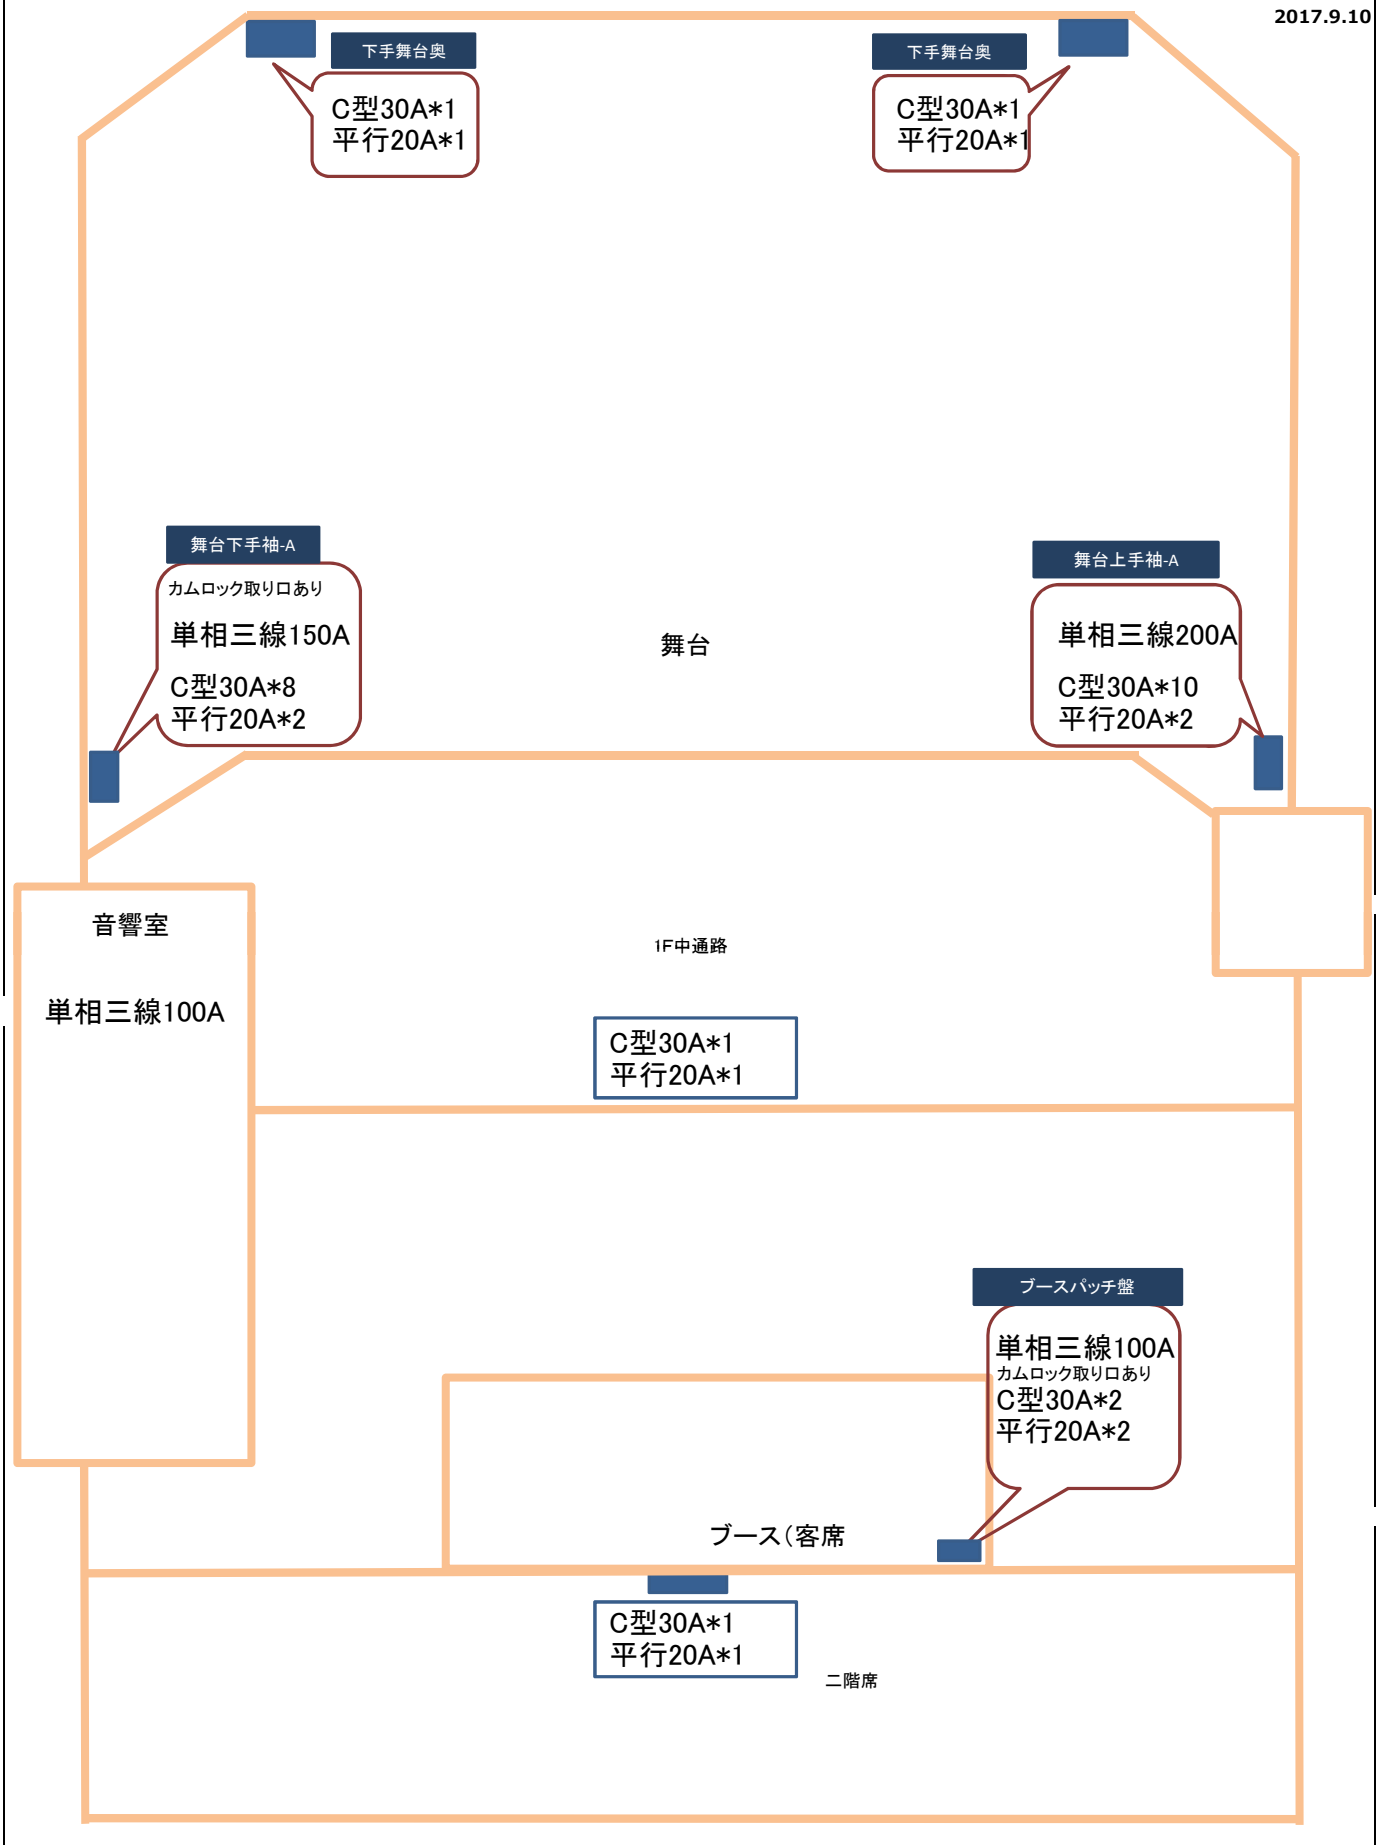 2017.9.10
下手舞台奥
C型30A*1
平行20A*1
下手舞台奥
C型30A*1
平行20A*1
舞台下手袖-A
カムロック取り口あり
単相三線150A
C型30A*8
平行20A*2
舞台
舞台上手袖-A
単相三線200A
C型30A*10
平行20A*2
音響室
単相三線100A
1F中通路
C型30A*1
平行20A*1
ブースパッチ盤
単相三線100A
カムロック取り口あり
C型30A*2
平行20A*2
ブース(客席
C型30A*1
平行20A*1
二階席